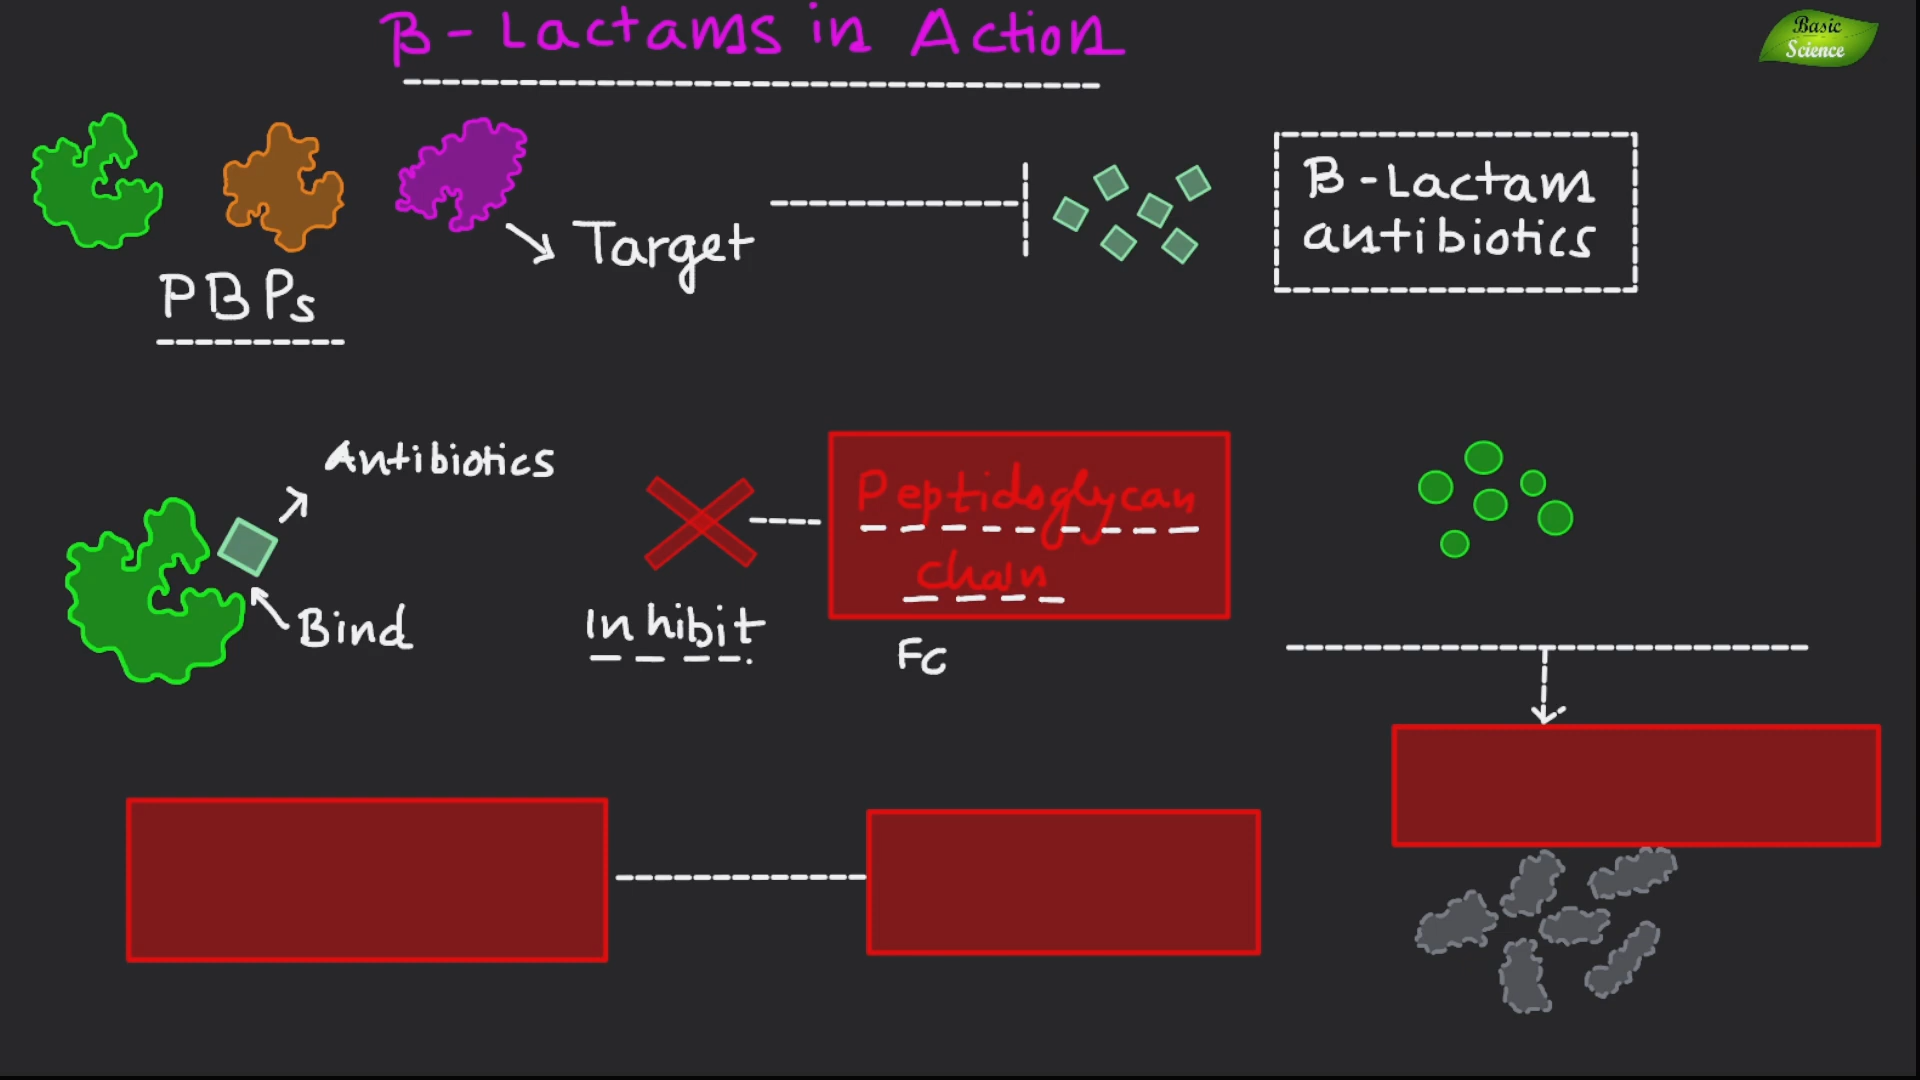 β-Lactams in Action
Basic
Science
PBPs
Target
β-Lactam
antibiotics
Antibiotics
Bind
Inhibit
Peptidoglycan
chain
FC